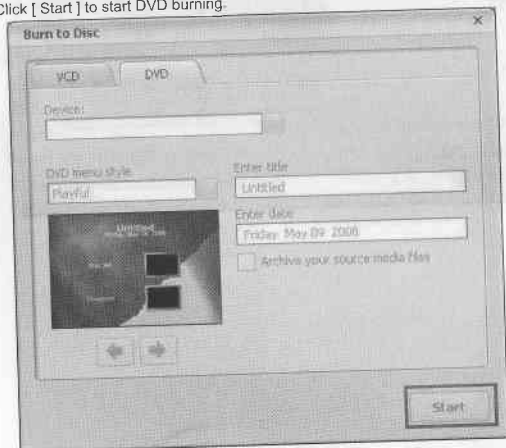 Click [ Start ] to start DVD burning.
Burn to Disc
VCD DVD
Device:
DVD menu style
Playful
Enter title
Untitled
Enter date
Friday, May 09, 2008
Archive your source media files
Untitled
Start